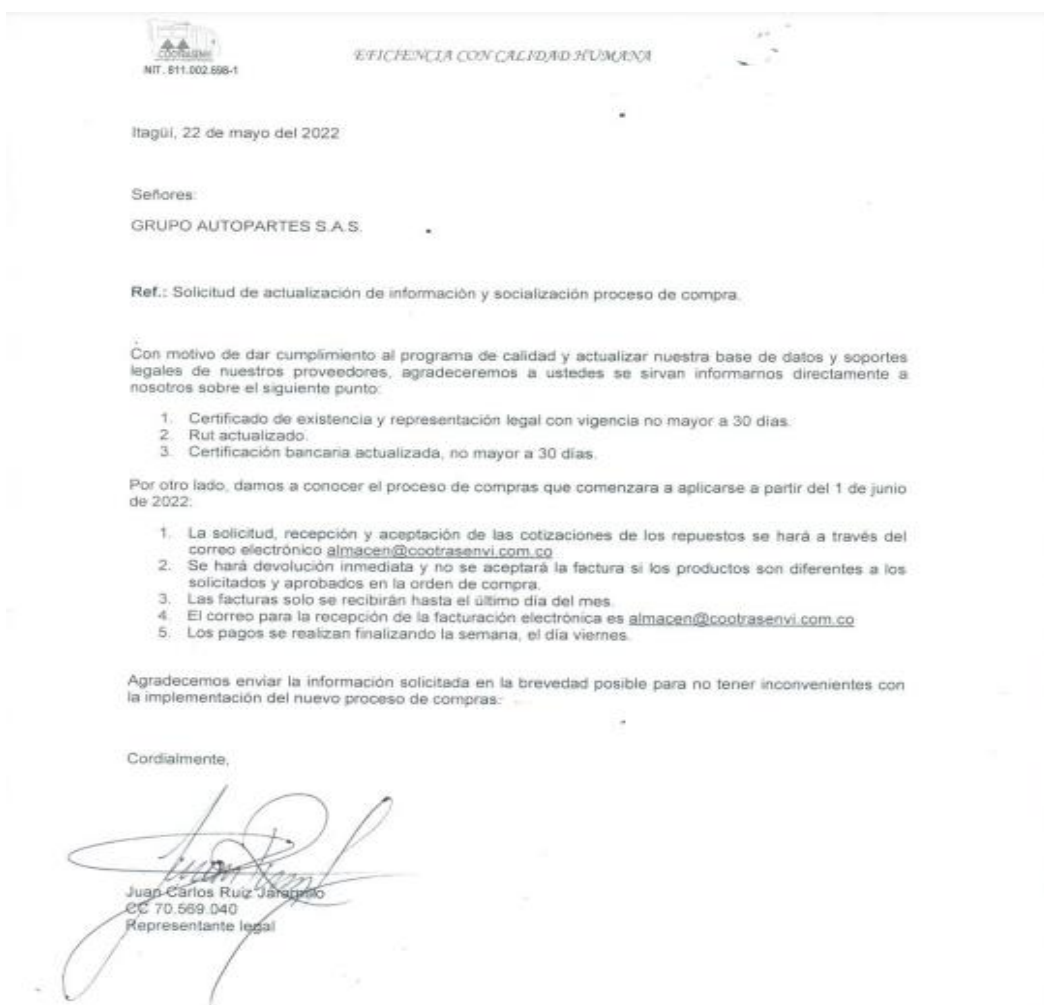 COOTRASENVI
NIT. 811.002.698-1
EFICIENCIA CON CALIDAD HUMANA
Itagüí, 22 de mayo del 2022
Señores:
GRUPO AUTOPARTES S.A.S.
Ref.: Solicitud de actualización de información y socialización proceso de compra.
Con motivo de dar cumplimiento al programa de calidad y actualizar nuestra base de datos y soportes
legales de nuestros proveedores, agradeceremos a ustedes se sirvan informarnos directamente a
nosotros sobre el siguiente punto:
1. Certificado de existencia y representación legal con vigencia no mayor a 30 días.
2. Rut actualizado.
3. Certificación bancaria actualizada, no mayor a 30 días.
Por otro lado, damos a conocer el proceso de compras que comenzara a aplicarse a partir del 1 de junio
de 2022:
1. La solicitud, recepción y aceptación de las cotizaciones de los repuestos se hará a través del
correo electrónico almacen@cootrasenvi.com.co
2. Se hará devolución inmediata y no se aceptará la factura si los productos son diferentes a los
solicitados y aprobados en la orden de compra.
3. Las facturas solo se recibirán hasta el último día del mes.
4. El correo para la recepción de la facturación electrónica es almacen@cootrasenvi.com.co
5. Los pagos se realizan finalizando la semana, el día viernes.
Agradecemos enviar la información solicitada en la brevedad posible para no tener inconvenientes con
la implementación del nuevo proceso de compras.
Cordialmente,
Juan Carlos Ruiz Jaramillo
CC 70.569.040
Representante legal